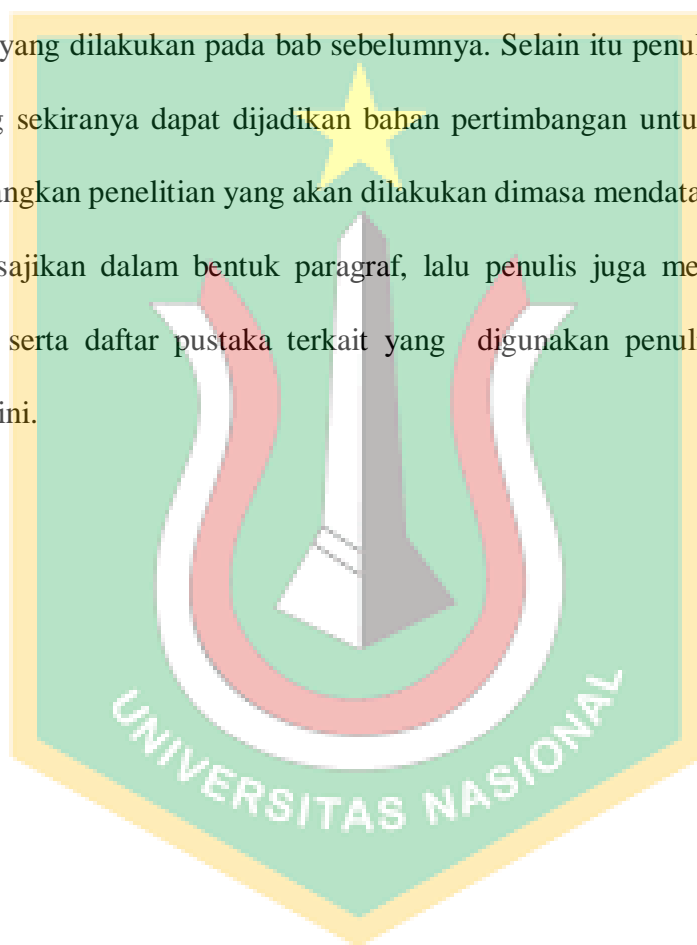 yang dilakukan pada bab sebelumnya. Selain itu penul
sekiranya dapat dijadikan bahan pertimbangan untu
angkan penelitian yang akan dilakukan dimasa mendata
sajikan dalam bentuk paragraf, lalu penulis juga me
serta daftar pustaka terkait yang digunakan penuli
ini.
UNIVERSITAS NASIONAL